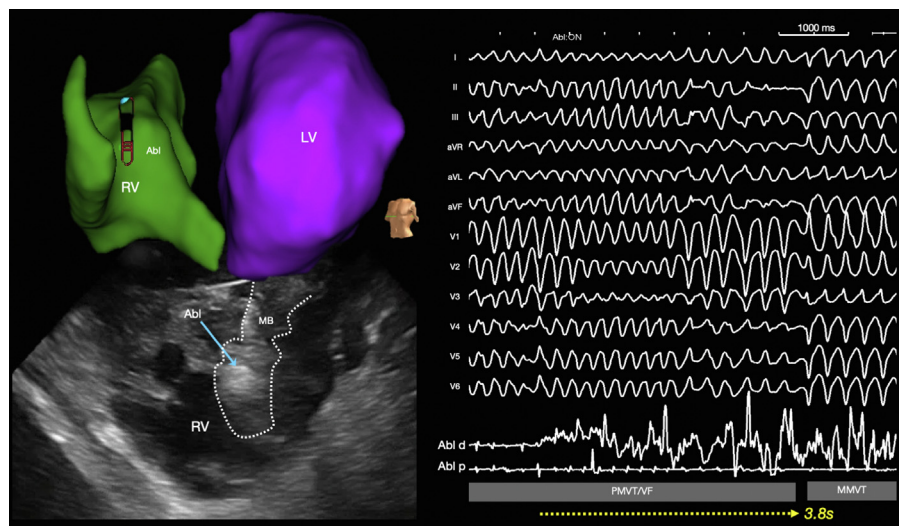 LV
Abl
RV
Abl
MB
RV
1000 ms
Abl:ON
I
II
III
aVR
aVL
aVF
V1
V2
V3
V4
V5
V6
Abl d
Abl p
PMVT/VF
MMVT
3.8s